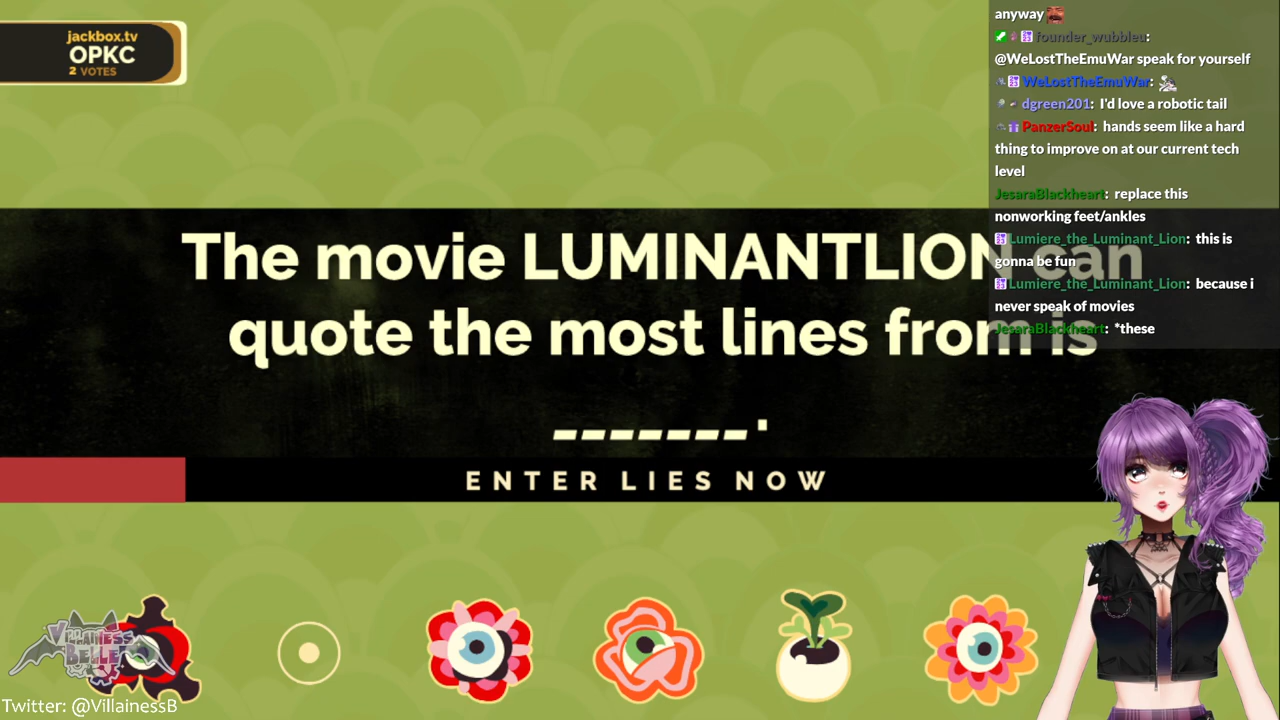 jackbox.tv
OPKC
2 VOTES
The movie LUMINANTLION can
quote the most lines from is
_______.
ENTER LIES NOW
anyway
founder_wubbleu:
@WeLostTheEmuWar speak for yourself
WeLostTheEmuWar:
dgreen201: I'd love a robotic tail
PanzerSoul: hands seem like a hard
thing to improve on at our current tech
level
JesaraBlackheart: replace this
nonworking feet/ankles
Lumiere_the_Luminant_Lion: this is
gonna be fun
Lumiere_the_Luminant_Lion: because i
never speak of movies
JesaraBlackheart: *these
VILLAINESS
BELLE
Twitter: @VillainessB